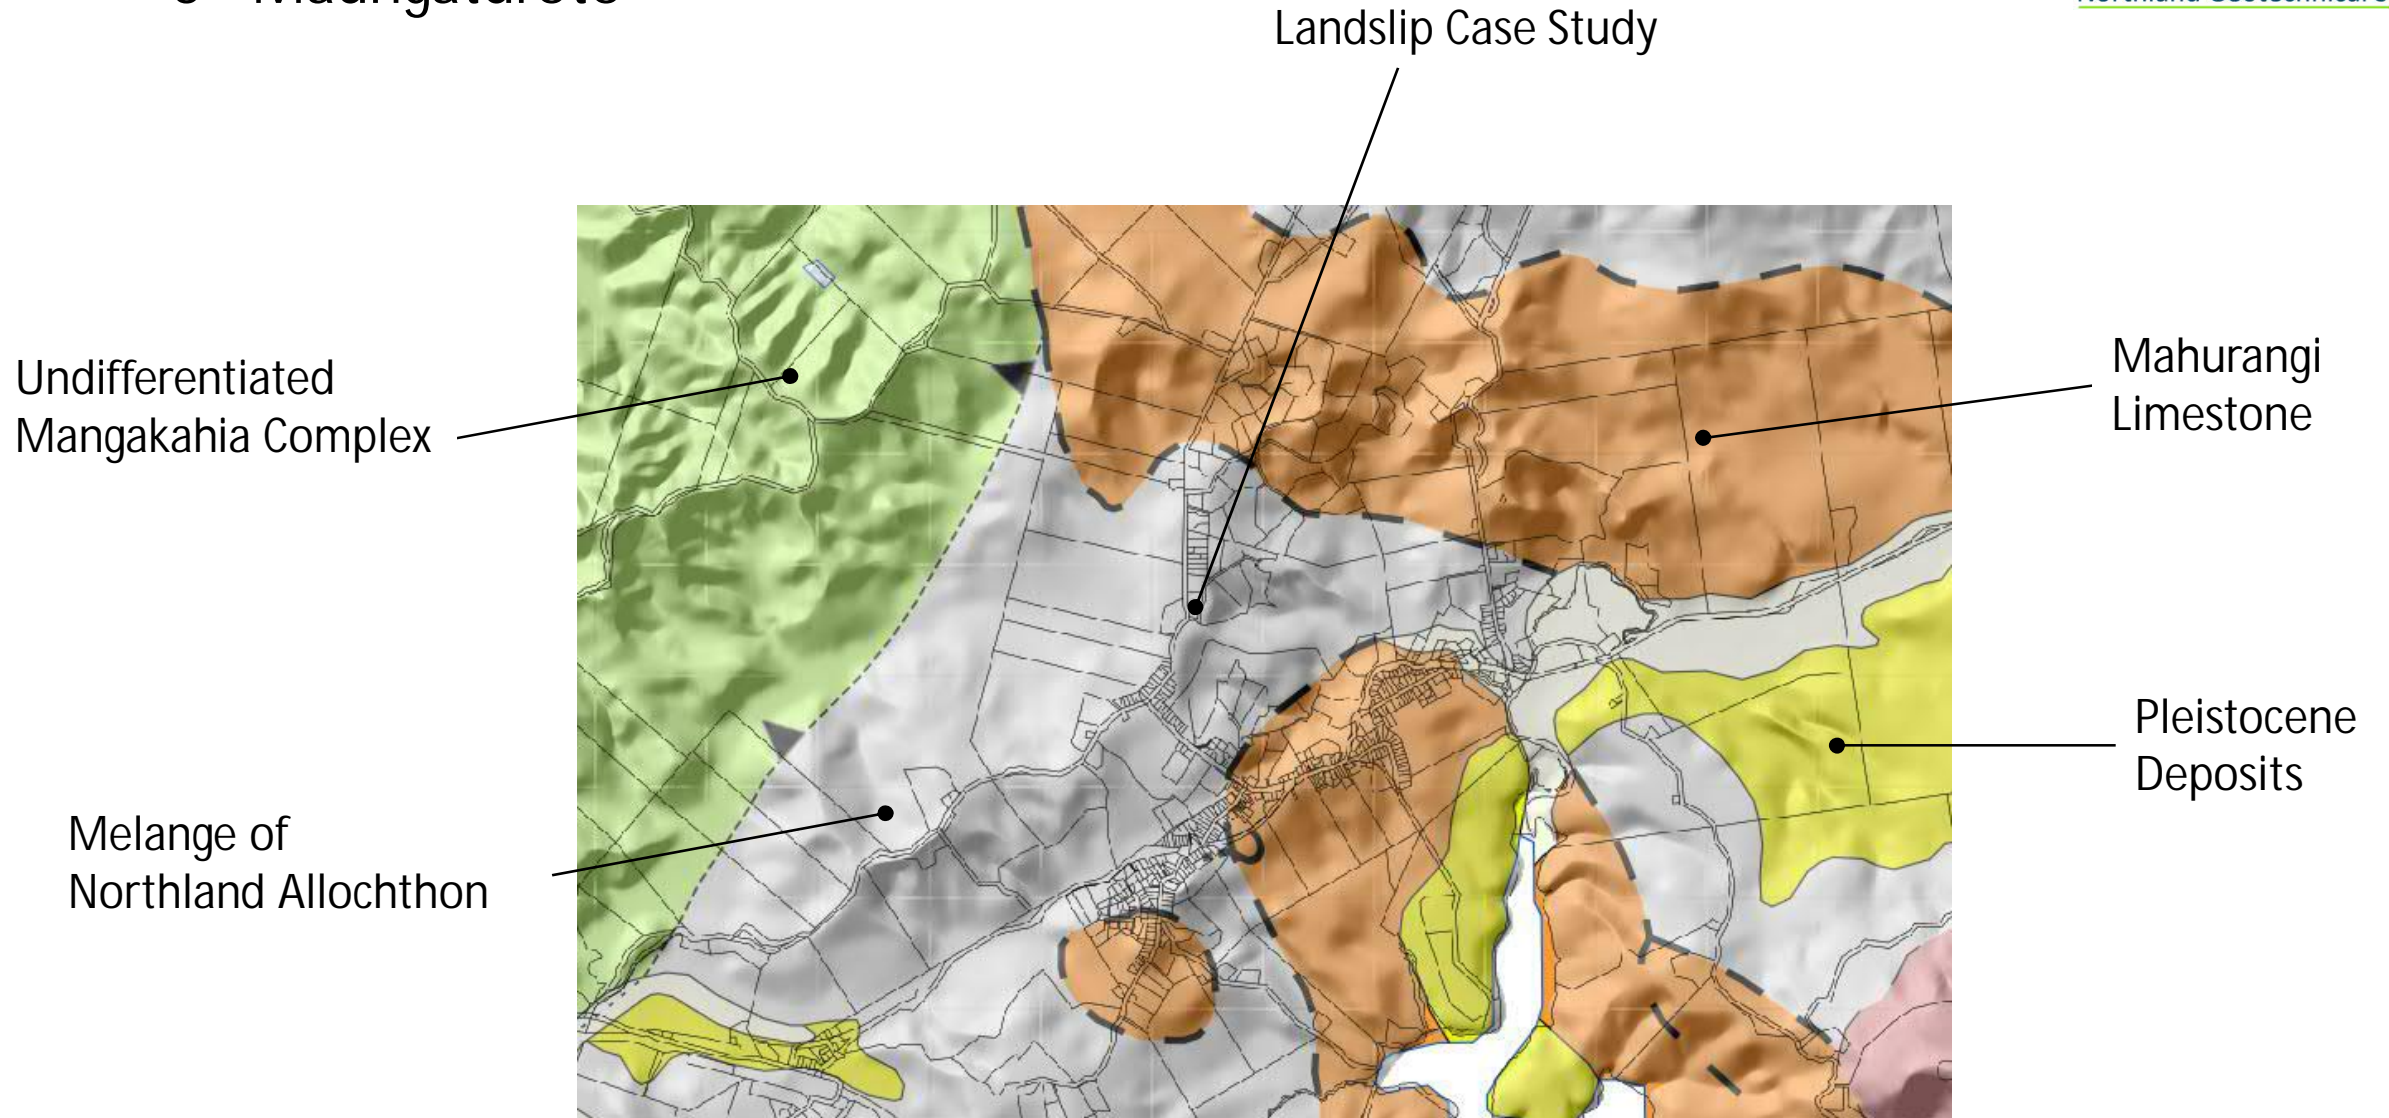 Landslip Case Study
Undifferentiated
Mangakahia Complex
Mahurangi
Limestone
Pleistocene
Deposits
Melange of
Northland Allochthon